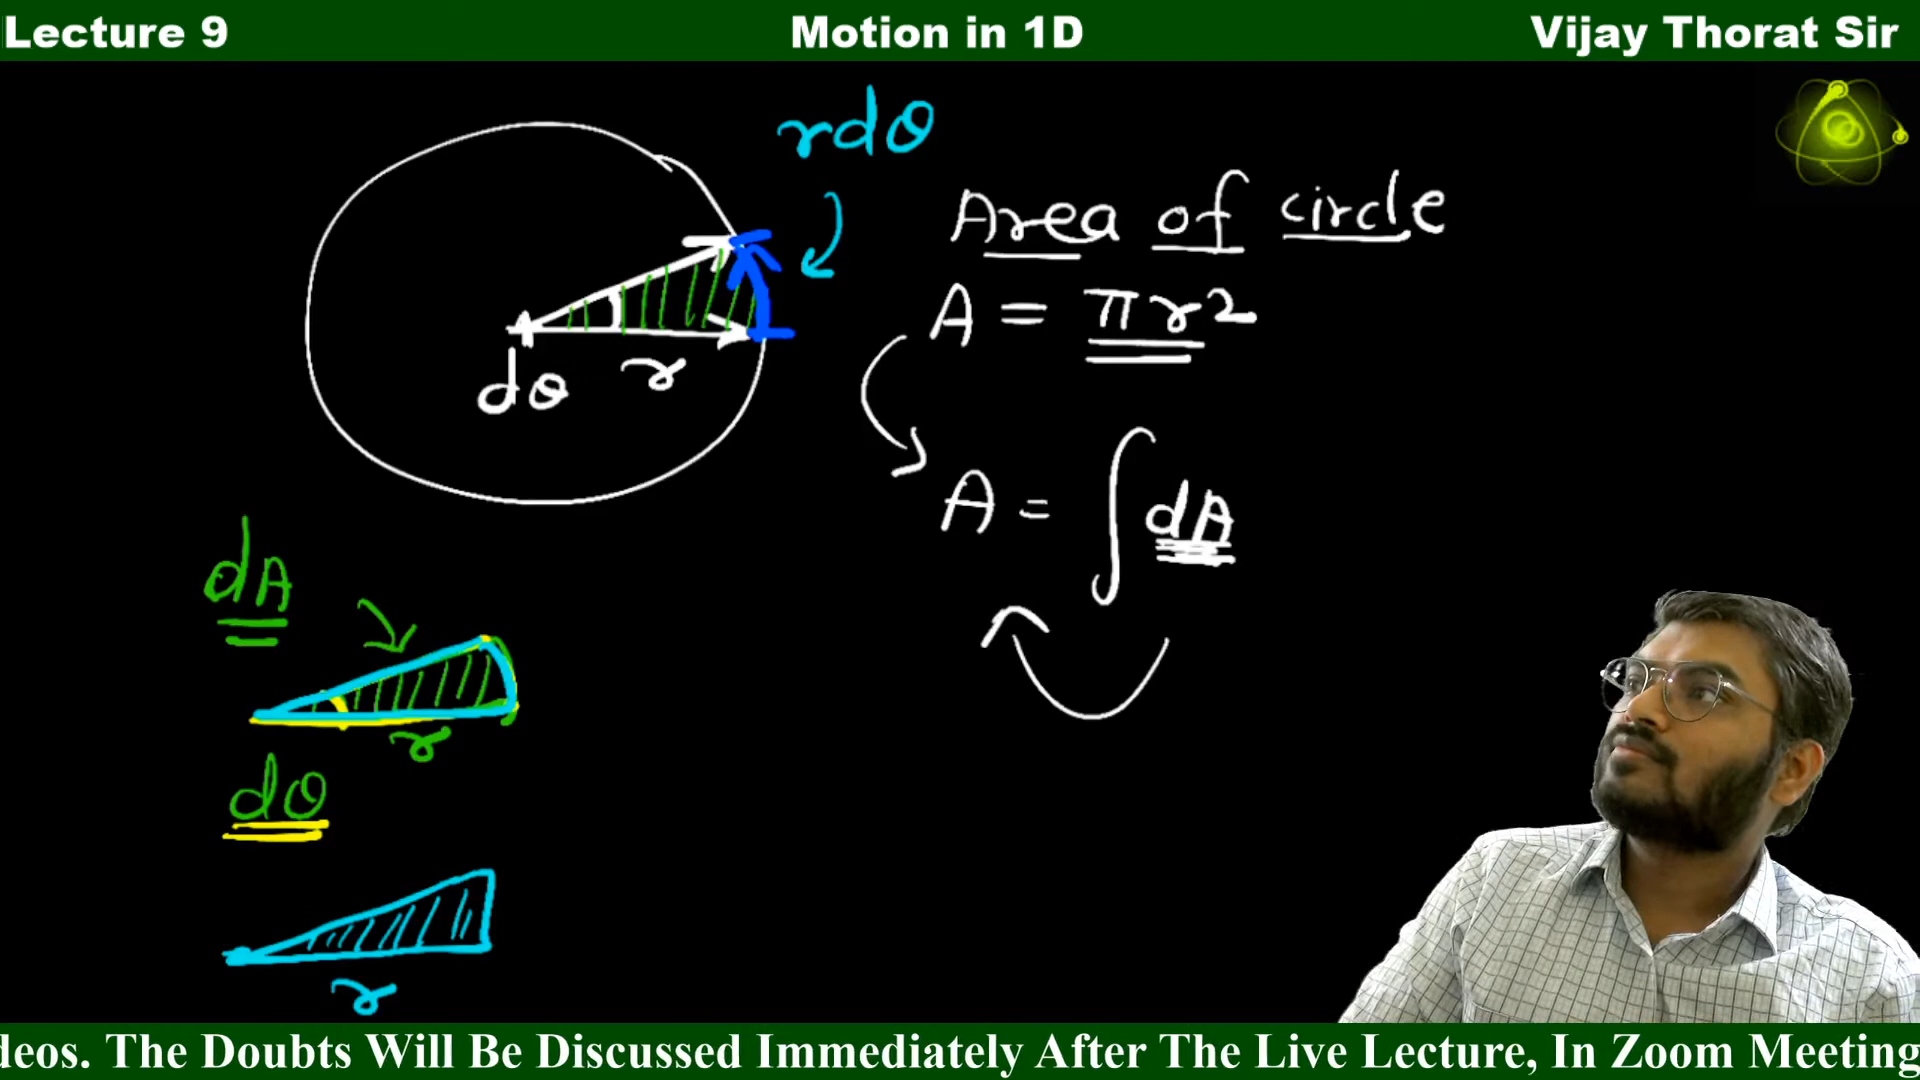 Lecture 9 Motion in 1D Vijay Thorat Sir
rdθ
Area of circle
A = πr2
dθ r
A = ∫dA
dA
r
dθ
r
deos. The Doubts Will Be Discussed Immediately After The Live Lecture, In Zoom Meeting